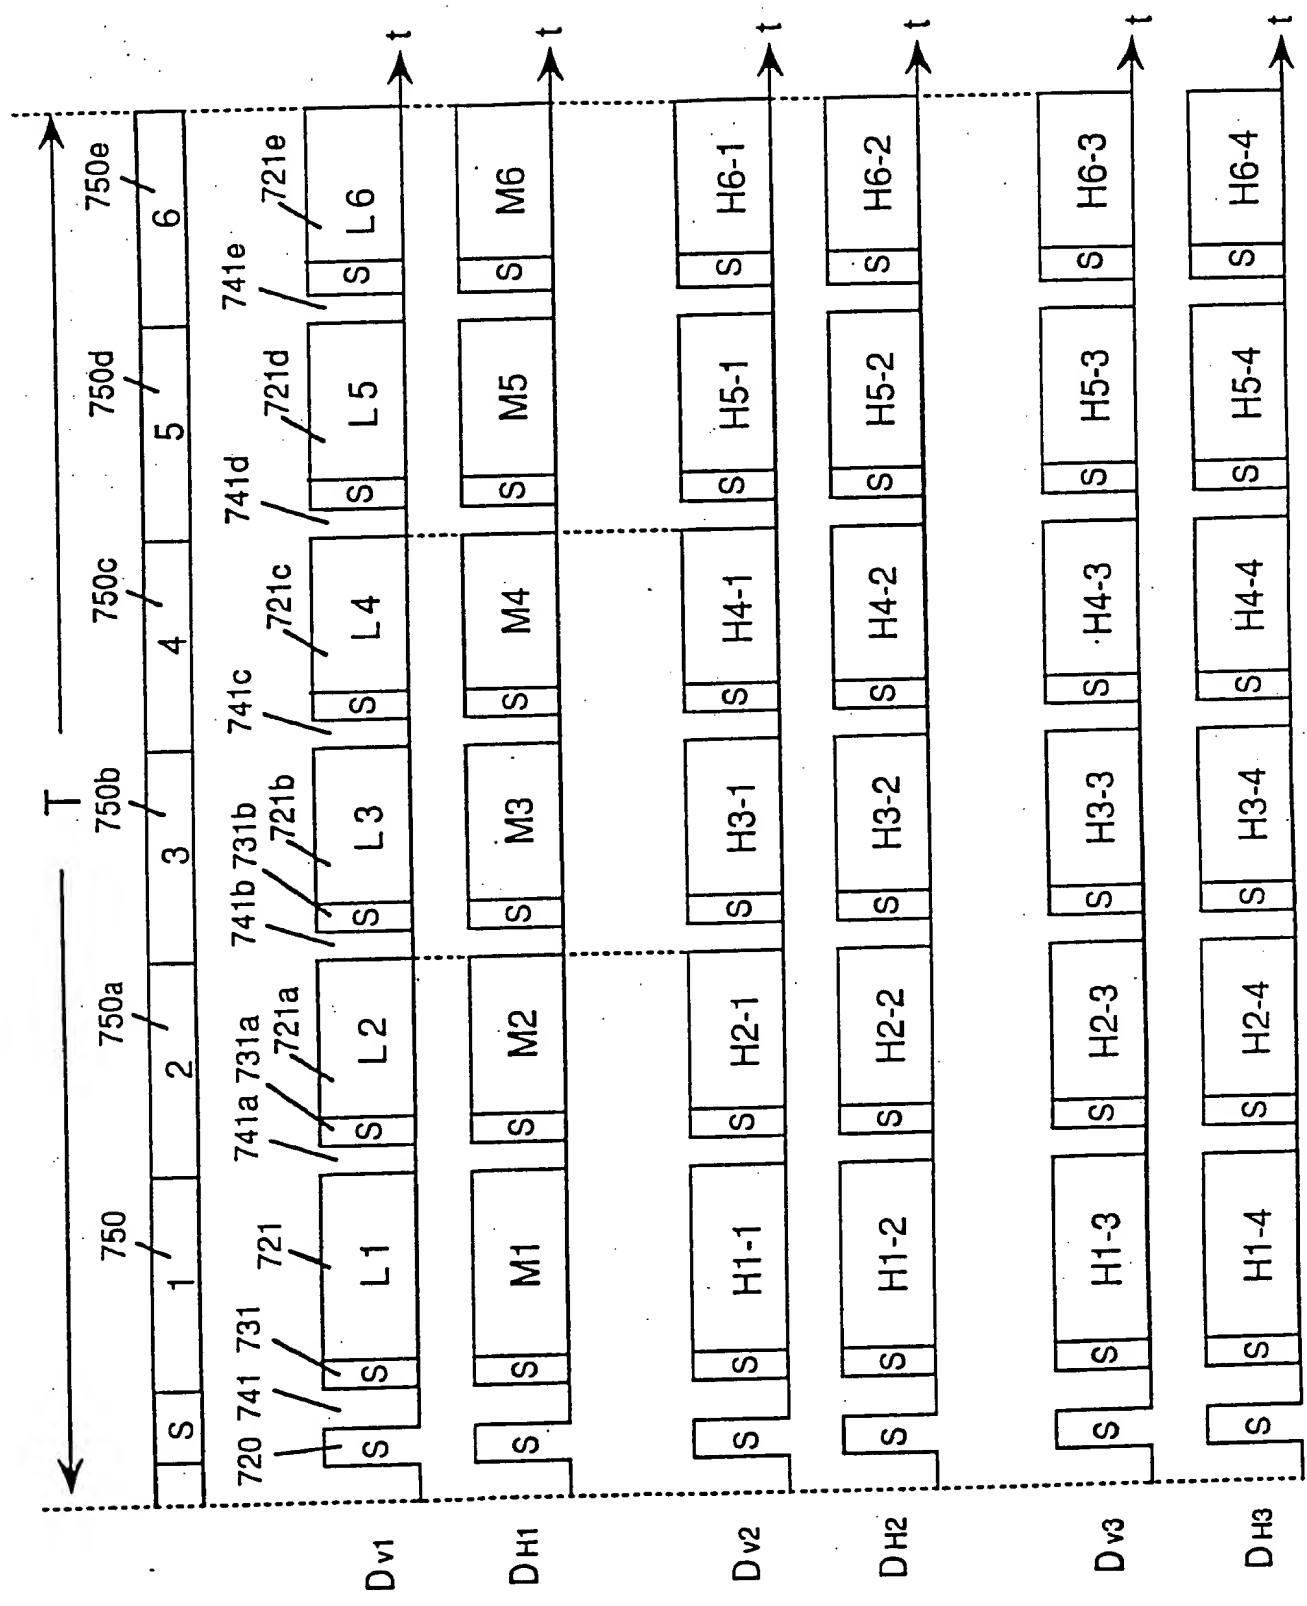 T
750 750a 750b 750c 750d 750e
S 1 2 3 4 5 6
720 741 731 721 741a 731a 721a 741b 731b 721b 741c 721c 741d 721d 741e 721e
Dv1 S S L1 S L2 S L3 S L4 S L5 S L6 t
DH1 S S M1 S M2 S M3 S M4 S M5 S M6 t
Dv2 S S H1-1 S H2-1 S H3-1 S H4-1 S H5-1 S H6-1 t
DH2 S S H1-2 S H2-2 S H3-2 S H4-2 S H5-2 S H6-2 t
Dv3 S S H1-3 S H2-3 S H3-3 S H4-3 S H5-3 S H6-3 t
DH3 S S H1-4 S H2-4 S H3-4 S H4-4 S H5-4 S H6-4 t